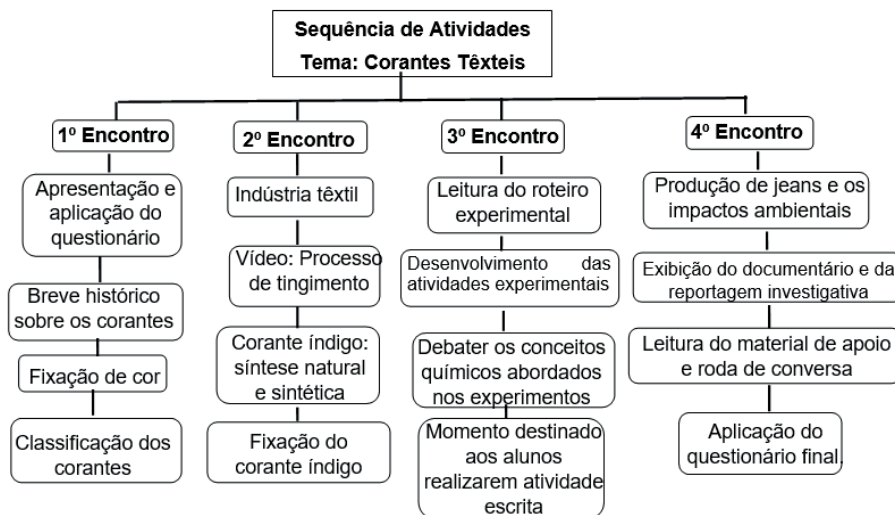 Sequência de Atividades
Tema: Corantes Têxteis
1º Encontro
Apresentação e
aplicação do
questionário
Breve histórico
sobre os corantes
Fixação de cor
Classificação dos
corantes
2º Encontro
Indústria têxtil
Vídeo: Processo
de tingimento
Corante índigo:
síntese natural
e sintética
Fixação do
corante índigo
3º Encontro
Leitura do roteiro
experimental
Desenvolvimento das
atividades experimentais
Debater os conceitos
químicos abordados
nos experimentos
Momento destinado
aos alunos
realizarem atividade
escrita
4º Encontro
Produção de jeans e os
impactos ambientais
Exibição do documentário e da
reportagem investigativa
Leitura do material de apoio
e roda de conversa
Aplicação do
questionário final.